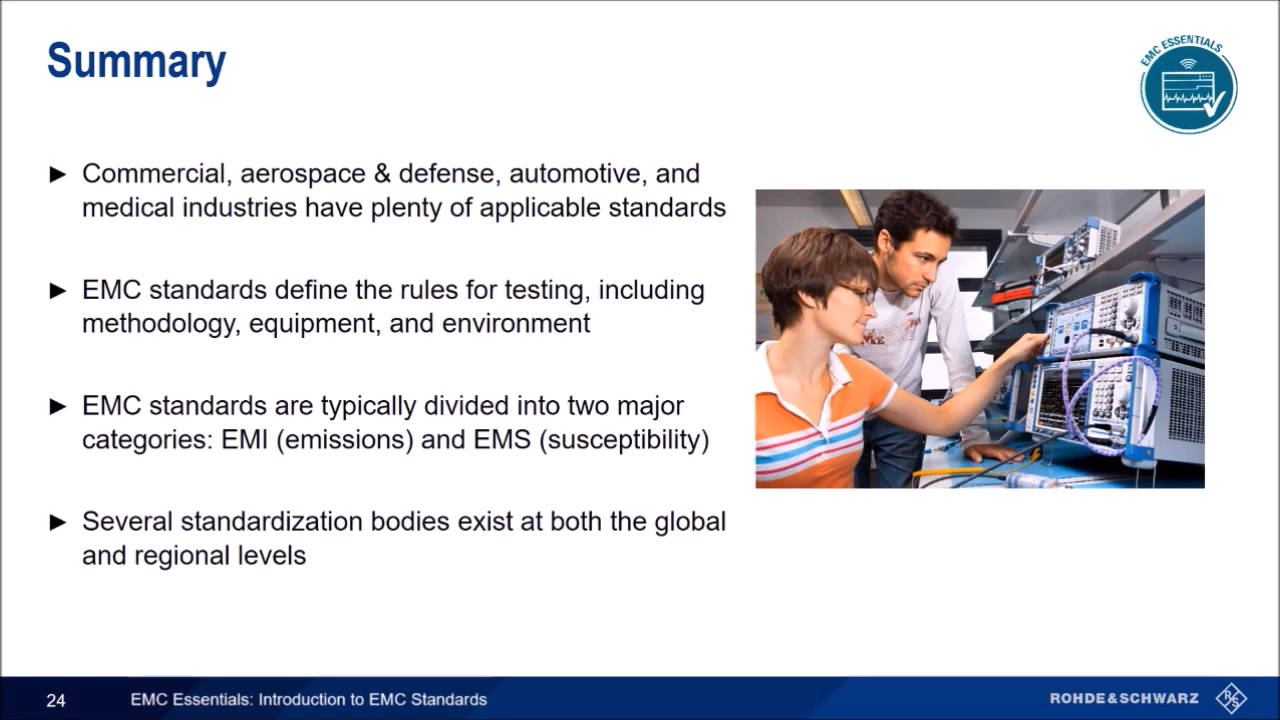 Summary
EMC ESSENTIALS
► Commercial, aerospace & defense, automotive, and
medical industries have plenty of applicable standards
► EMC standards define the rules for testing, including
methodology, equipment, and environment
► EMC standards are typically divided into two major
categories: EMI (emissions) and EMS (susceptibility)
► Several standardization bodies exist at both the global
and regional levels
24
EMC Essentials: Introduction to EMC Standards
ROHDE & SCHWARZ
R S